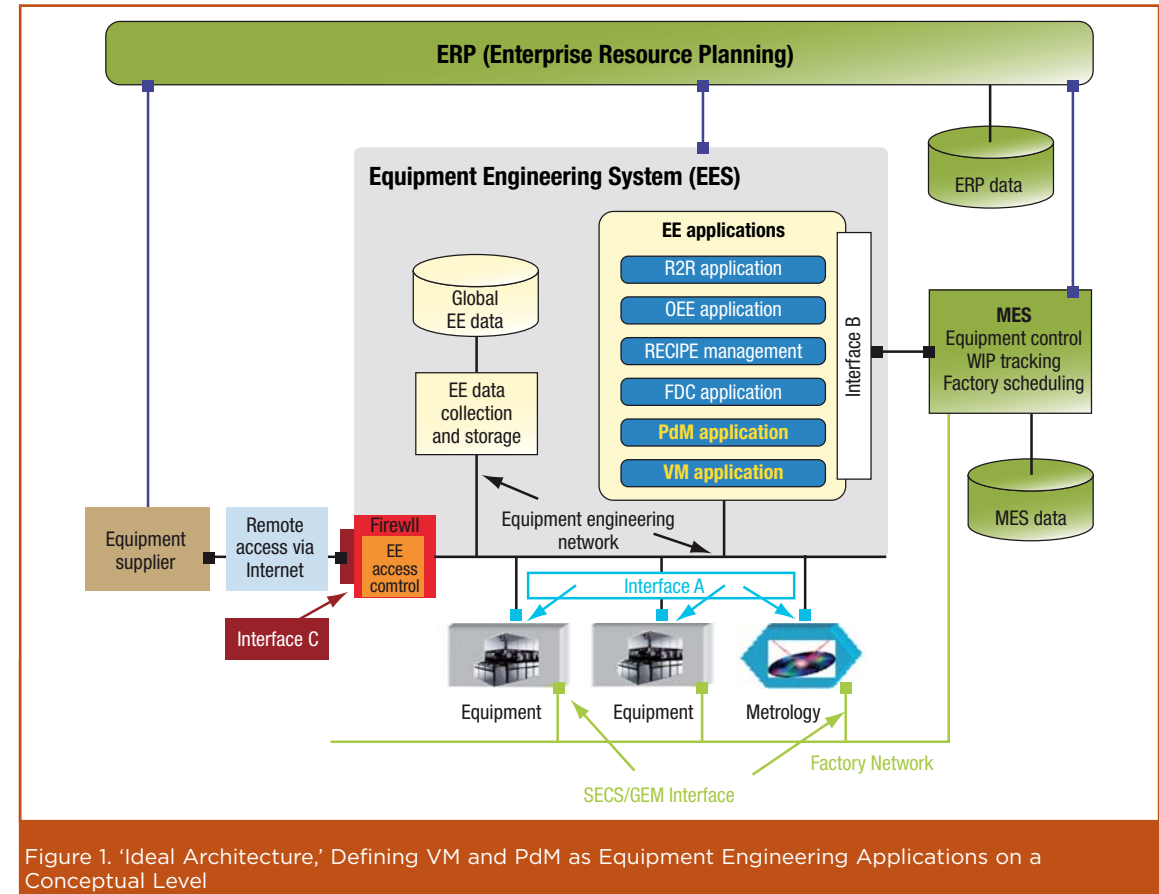 ERP (Enterprise Resource Planning)
ERP data
Equipment Engineering System (EES)
EE applications
R2R application
OEE application
RECIPE management
FDC application
PdM application
VM application
Interface B
Global
EE data
EE data
collection
and storage
MES
Equipment control
WIP tracking
Factory scheduling
MES data
Equipment engineering
network
Equipment
supplier
Remote
access via
Internet
Firewll
EE
access
comtrol
Interface C
Interface A
Equipment
Equipment
Metrology
Factory Network
SECS/GEM Interface
Figure 1. ‘Ideal Architecture,’ Defining VM and PdM as Equipment Engineering Applications on a
Conceptual Level